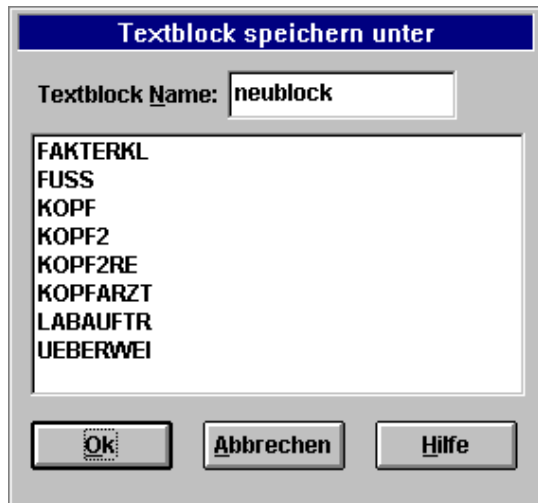 Textblock speichern unter
Textblock Name: neublock
FAKTERKL
FUSS
KOPF
KOPF2
KOPF2RE
KOPFARZT
LABAUFTR
UEBERWEI
Ok Abbrechen Hilfe